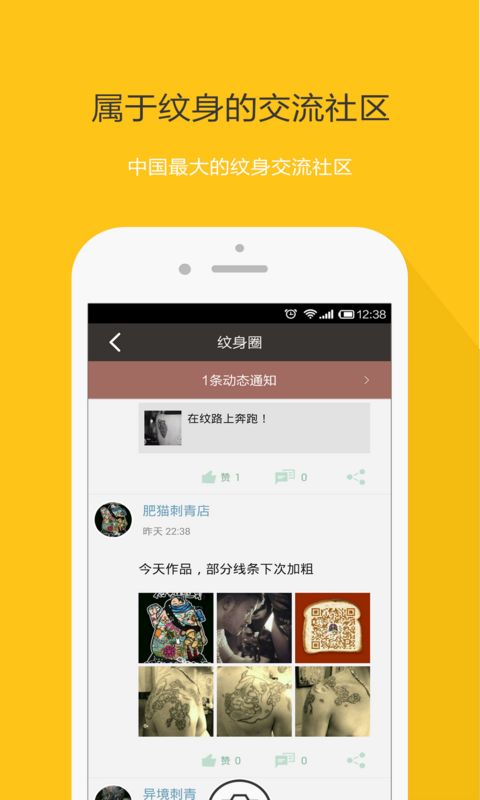 属于纹身的交流社区
中国最大的纹身交流社区
12:38
纹身圈
1条动态通知
在纹路上奔跑！
赞 1
0
肥猫刺青店
昨天 22:38
今天作品，部分线条下次加粗
赞 0
0
异境刺青